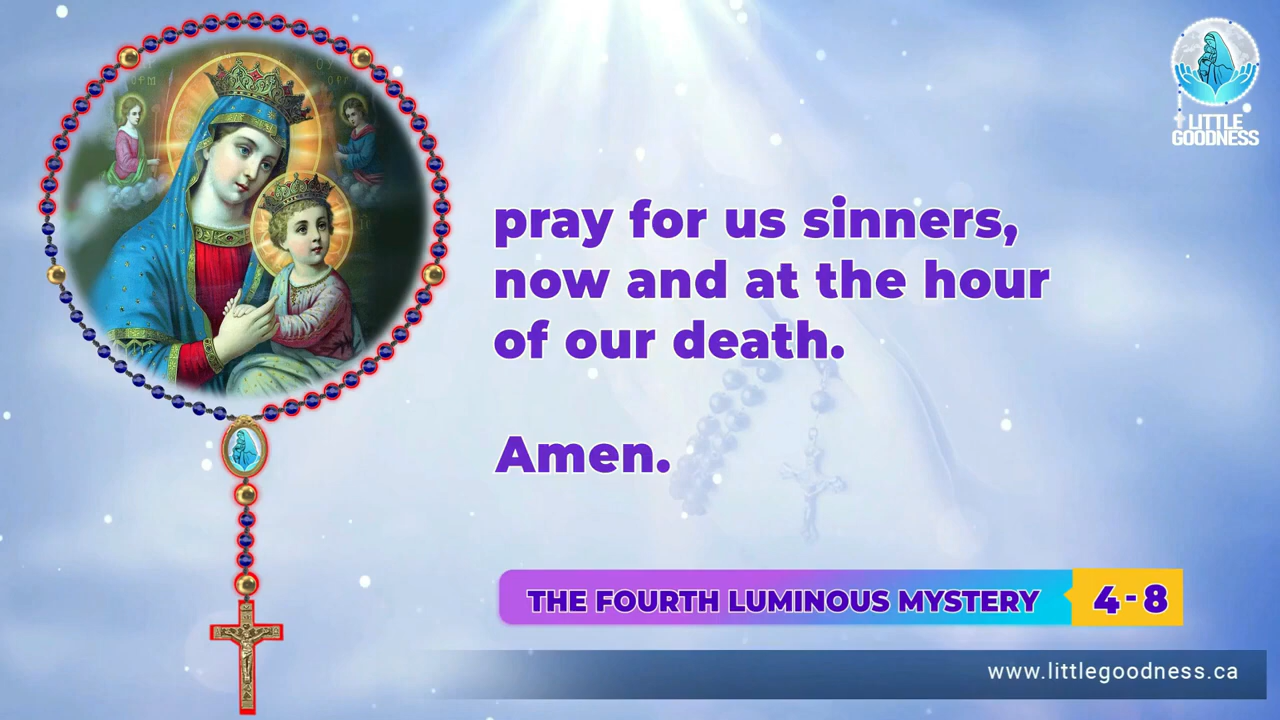 pray for us sinners,
now and at the hour
of our death.
Amen.
THE FOURTH LUMINOUS MYSTERY
4-8
www.littlegoodness.ca
LITTLE
GOODNESS